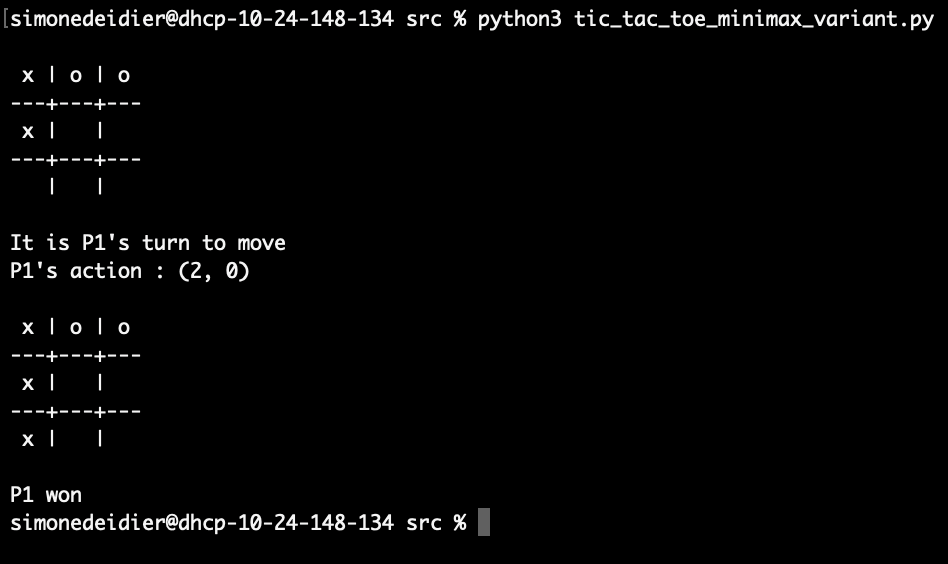 simonedeidier@dhcp-10-24-148-134 src % python3 tic_tac_toe_minimax_variant.py
 x | o | o
---+---+---
 x |   |
---+---+---
   |   |
It is P1's turn to move
P1's action : (2, 0)
 x | o | o
---+---+---
 x |   |
---+---+---
 x |   |
P1 won
simonedeidier@dhcp-10-24-148-134 src %